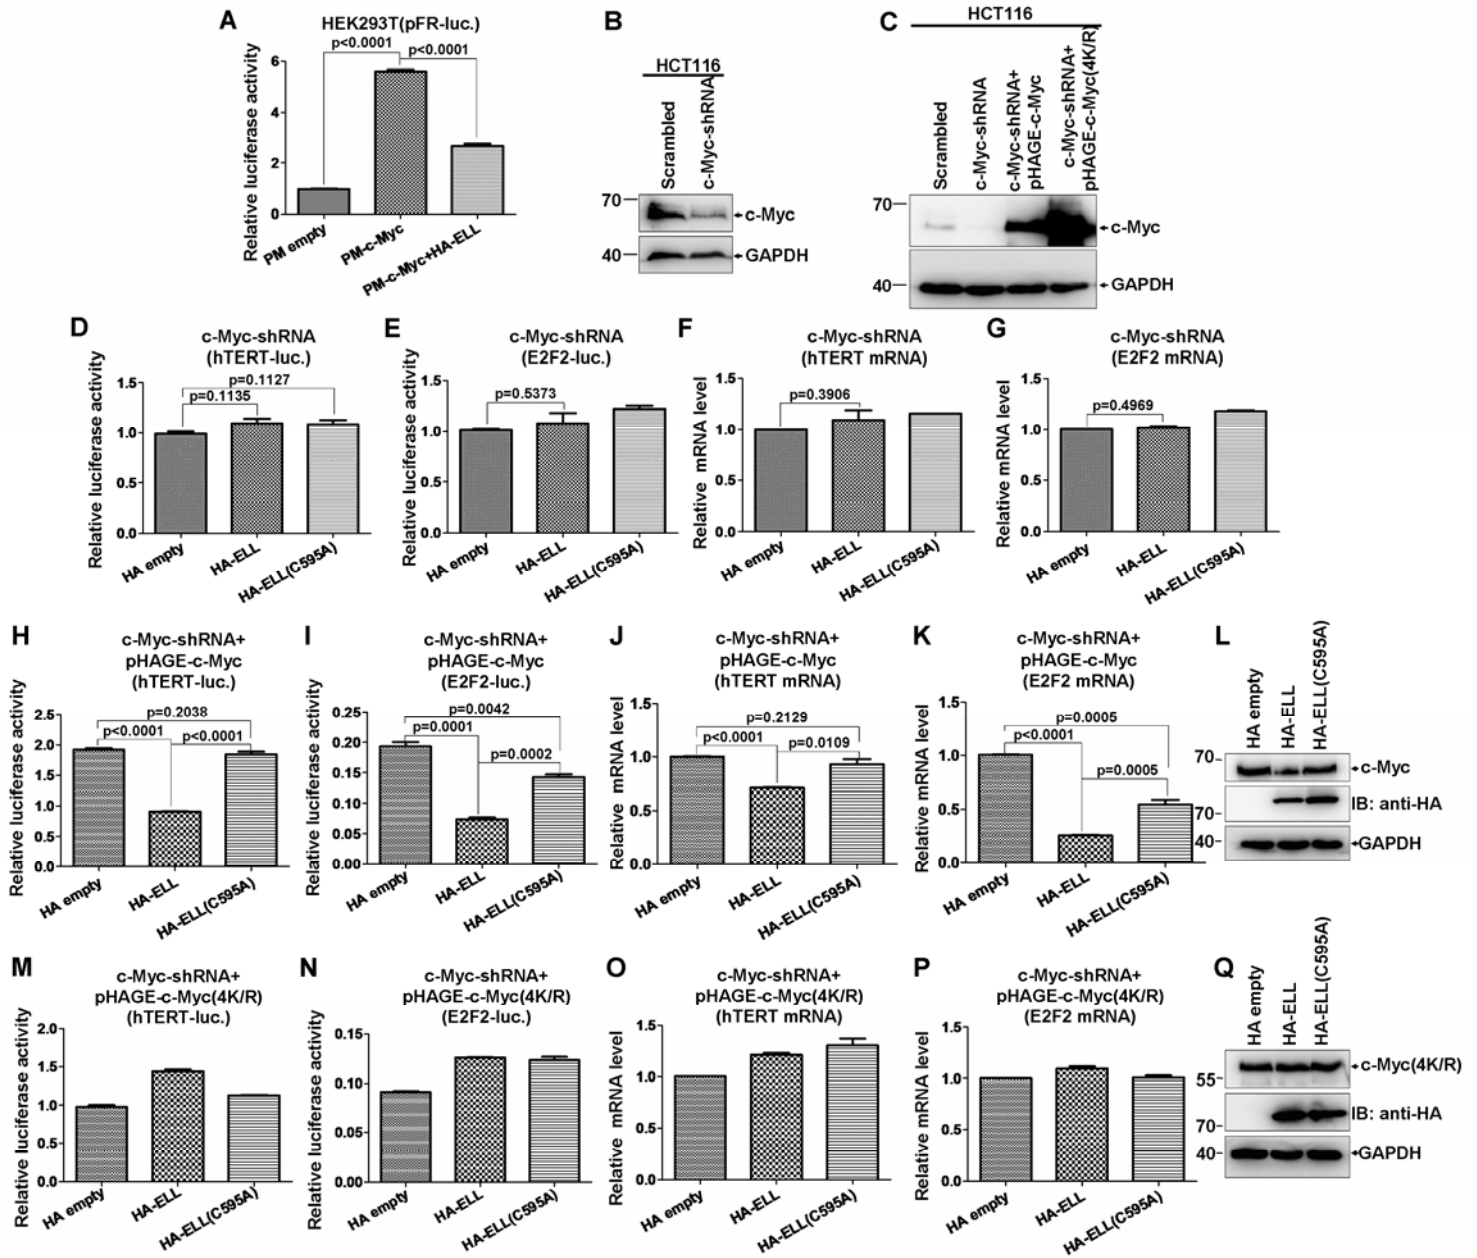 A
HEK293T(pFR-luc.)
p<0.0001
p<0.0001
Relative luciferase activity
6
4
2
0
PM empty
PM-c-Myc
PM-c-Myc+HA-ELL
B
HCT116
Scrambled
c-Myc-shRNA
70
c-Myc
40
GAPDH
C
HCT116
Scrambled
c-Myc-shRNA
c-Myc-shRNA+
pHAGE-c-Myc
c-Myc-shRNA+
pHAGE-c-Myc(4K/R)
70
c-Myc
40
GAPDH
D
c-Myc-shRNA
(hTERT-luc.)
p=0.1127
p=0.1135
Relative luciferase activity
1.5
1.0
0.5
0.0
HA empty
HA-ELL
HA-ELL(C595A)
E
c-Myc-shRNA
(E2F2-luc.)
p=0.5373
Relative luciferase activity
1.5
1.0
0.5
0.0
HA empty
HA-ELL
HA-ELL(C595A)
F
c-Myc-shRNA
(hTERT mRNA)
p=0.3906
Relative mRNA level
1.5
1.0
0.5
0.0
HA empty
HA-ELL
HA-ELL(C595A)
G
c-Myc-shRNA
(E2F2 mRNA)
p=0.4969
Relative mRNA level
1.5
1.0
0.5
0.0
HA empty
HA-ELL
HA-ELL(C595A)
H
c-Myc-shRNA+
pHAGE-c-Myc
(hTERT-luc.)
p=0.2038
p<0.0001
p<0.0001
Relative luciferase activity
2.5
2.0
1.5
1.0
0.5
0.0
HA empty
HA-ELL
HA-ELL(C595A)
I
c-Myc-shRNA+
pHAGE-c-Myc
(E2F2-luc.)
p=0.0042
p=0.0001
p=0.0002
Relative luciferase activity
0.25
0.20
0.15
0.10
0.05
0.00
HA empty
HA-ELL
HA-ELL(C595A)
J
c-Myc-shRNA+
pHAGE-c-Myc
(hTERT mRNA)
p=0.2129
p<0.0001
p=0.0109
Relative mRNA level
1.5
1.0
0.5
0.0
HA empty
HA-ELL
HA-ELL(C595A)
K
c-Myc-shRNA+
pHAGE-c-Myc
(E2F2 mRNA)
p=0.0005
p<0.0001
p=0.0005
Relative mRNA level
1.5
1.0
0.5
0.0
HA empty
HA-ELL
HA-ELL(C595A)
L
HA empty
HA-ELL
HA-ELL(C595A)
70
c-Myc
IB: anti-HA
70
40
GAPDH
M
c-Myc-shRNA+
pHAGE-c-Myc(4K/R)
(hTERT-luc.)
Relative luciferase activity
2.0
1.5
1.0
0.5
0.0
HA empty
HA-ELL
HA-ELL(C595A)
N
c-Myc-shRNA+
pHAGE-c-Myc(4K/R)
(E2F2-luc.)
Relative luciferase activity
0.15
0.10
0.05
0.00
HA empty
HA-ELL
HA-ELL(C595A)
O
c-Myc-shRNA+
pHAGE-c-Myc(4K/R)
(hTERT mRNA)
Relative mRNA level
1.5
1.0
0.5
0.0
HA empty
HA-ELL
HA-ELL(C595A)
P
c-Myc-shRNA+
pHAGE-c-Myc(4K/R)
(E2F2 mRNA)
Relative mRNA level
1.5
1.0
0.5
0.0
HA empty
HA-ELL
HA-ELL(C595A)
Q
HA empty
HA-ELL
HA-ELL(C595A)
c-Myc(4K/R)
55
IB: anti-HA
70
40
GAPDH